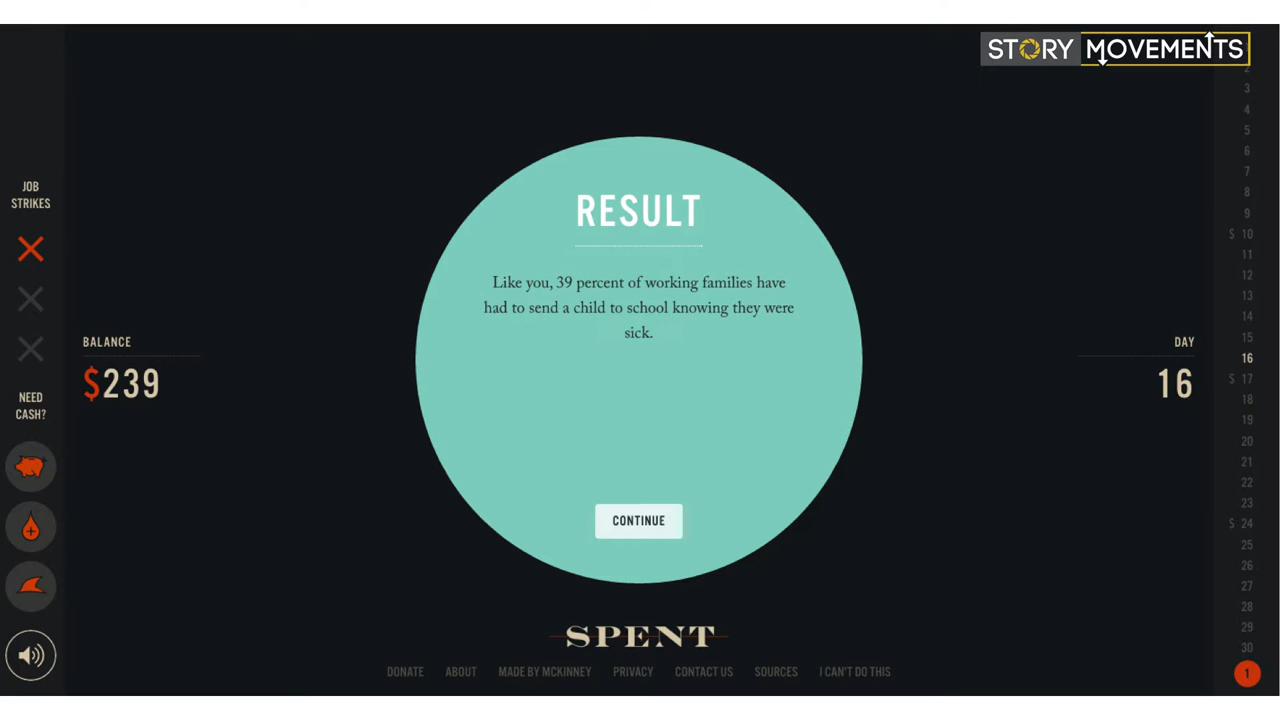 STORY MOVEMENTS
JOB
STRIKES
BALANCE
$239
NEED
CASH?
RESULT
Like you, 39 percent of working families have
had to send a child to school knowing they were
sick.
CONTINUE
DAY
16
2
3
4
5
6
7
8
9
$ 10
11
12
13
14
15
16
$ 17
18
19
20
21
22
23
$ 24
25
26
27
28
29
30
1
SPENT
DONATE ABOUT MADE BY MCKINNEY PRIVACY CONTACT US SOURCES I CAN'T DO THIS